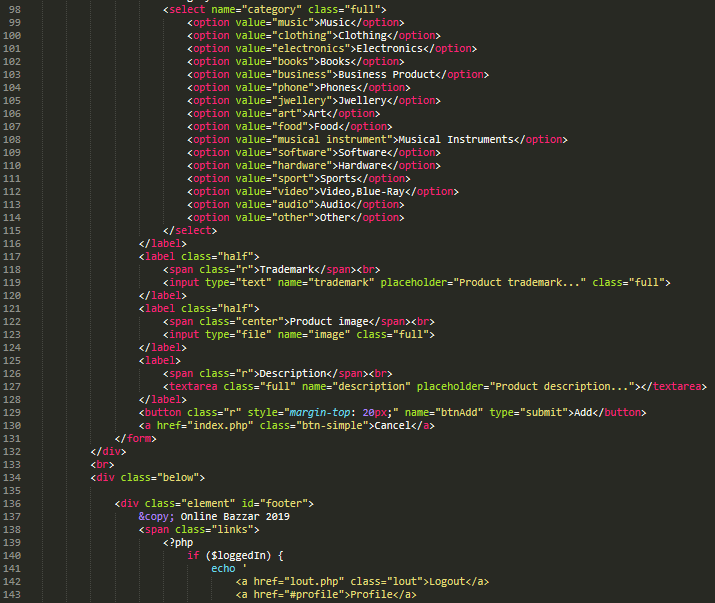 98 <select name="category" class="full">
99 <option value="music">Music</option>
100 <option value="clothing">Clothing</option>
101 <option value="electronics">Electronics</option>
102 <option value="books">Books</option>
103 <option value="business">Business Product</option>
104 <option value="phone">Phones</option>
105 <option value="jwellery">Jwellery</option>
106 <option value="art">Art</option>
107 <option value="food">Food</option>
108 <option value="musical instrument">Musical Instruments</option>
109 <option value="software">Software</option>
110 <option value="hardware">Hardware</option>
111 <option value="sport">Sports</option>
112 <option value="video">Video,Blue-Ray</option>
113 <option value="audio">Audio</option>
114 <option value="other">Other</option>
115 </select>
116 </label>
117 <label class="half">
118 <span class="r">Trademark</span><br>
119 <input type="text" name="trademark" placeholder="Product trademark..." class="full">
120 </label>
121 <label class="half">
122 <span class="center">Product image</span><br>
123 <input type="file" name="image" class="full">
124 </label>
125 <label>
126 <span class="r">Description</span><br>
127 <textarea class="full" name="description" placeholder="Product description..."></textarea>
128 </label>
129 <button class="r" style="margin-top: 20px;" name="btnAdd" type="submit">Add</button>
130 <a href="index.php" class="btn-simple">Cancel</a>
131 </form>
132 </div>
133 <br>
134 <div class="below">
135
136 <div class="element" id="footer">
137 &copy; Online Bazzar 2019
138 <span class="links">
139 <?php
140 if ($loggedIn) {
141 echo '
142 <a href="lout.php" class="lout">Logout</a>
143 <a href="#profile">Profile</a>